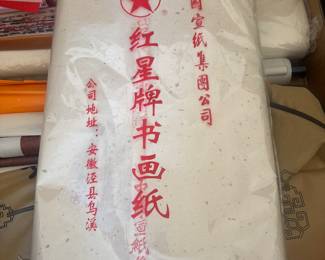 国宣纸集团公司
红星牌书画纸
公司地址：安徽泾县乌溪
宣纸